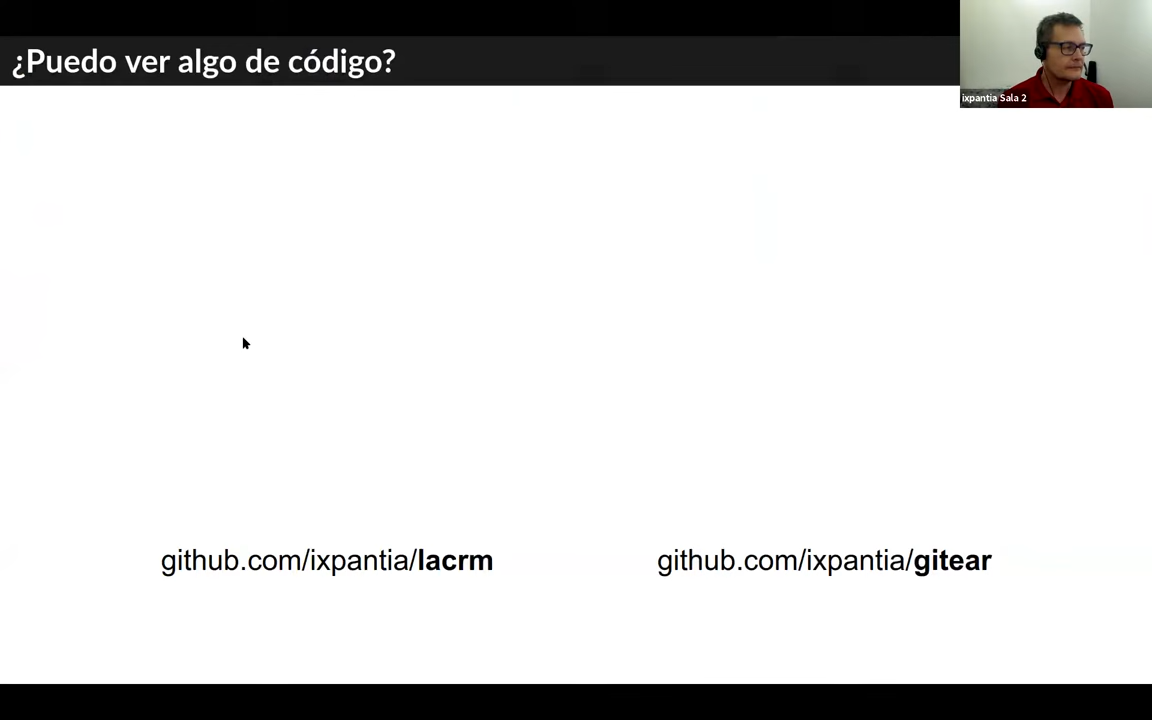 ¿Puedo ver algo de código?
ixpantia Sala 2
github.com/ixpantia/lacrm
github.com/ixpantia/gitear